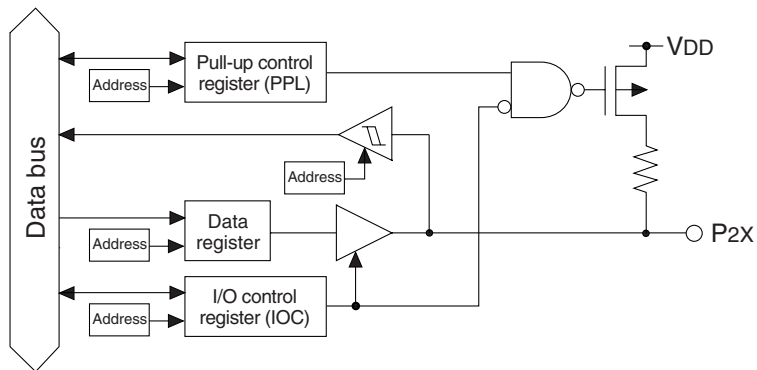 Data bus
Pull-up control
register (PPL)
Address
VDD
Address
Data
register
Address
P2X
I/O control
register (IOC)
Address